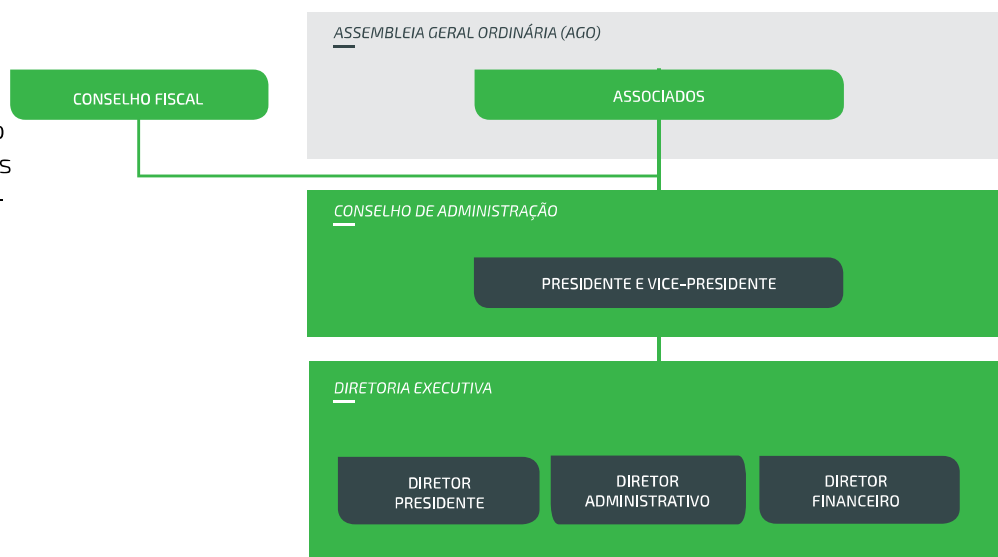 ASSEMBLEIA GERAL ORDINÁRIA (AGO)
CONSELHO FISCAL
ASSOCIADOS
o
s
-
CONSELHO DE ADMINISTRAÇÃO
PRESIDENTE E VICE-PRESIDENTE
DIRETORIA EXECUTIVA
DIRETOR
PRESIDENTE
DIRETOR
ADMINISTRATIVO
DIRETOR
FINANCEIRO